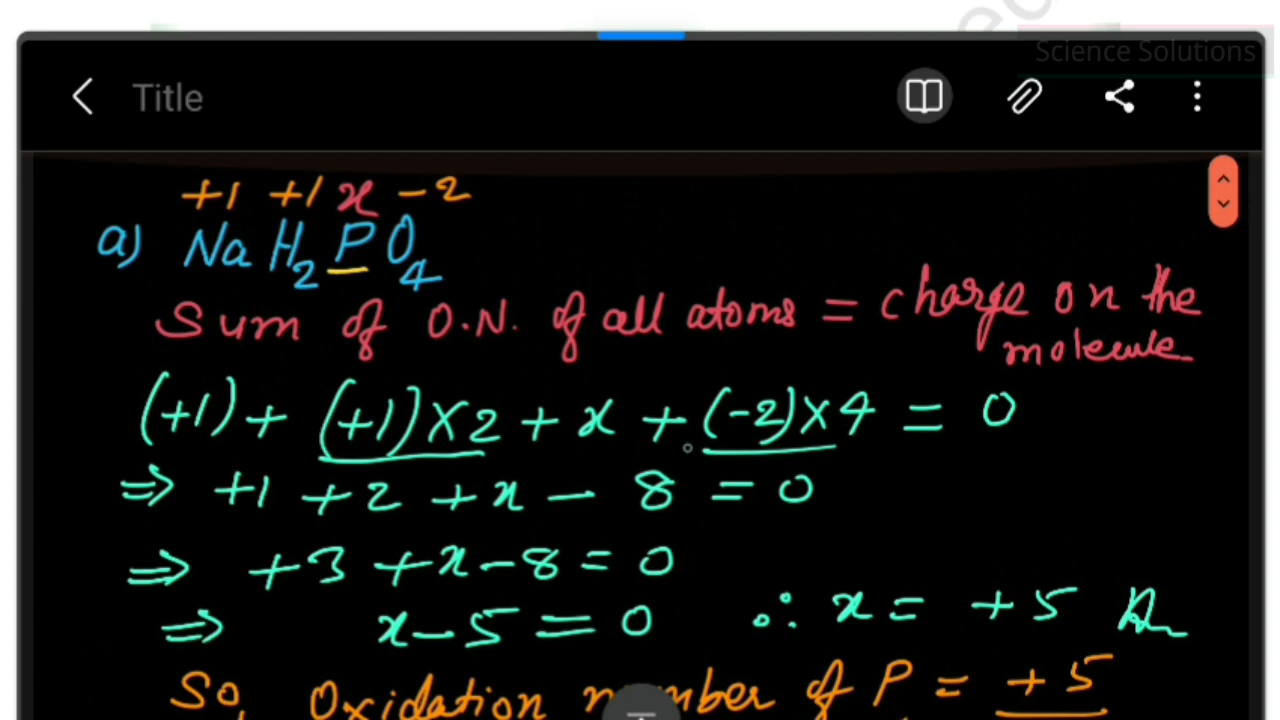 Science Solutions
Title
+1 +1 x -2
a) NaH₂PO₄
Sum of O.N. of all atoms = charge on the
molecule
(+1) + (+1)×2 + x + (-2)×4 = 0
⇒ +1 +2 +x - 8 = 0
⇒ +3 +x-8 = 0
⇒ x-5 = 0 ∴ x = +5
So, Oxidation number of P = +5